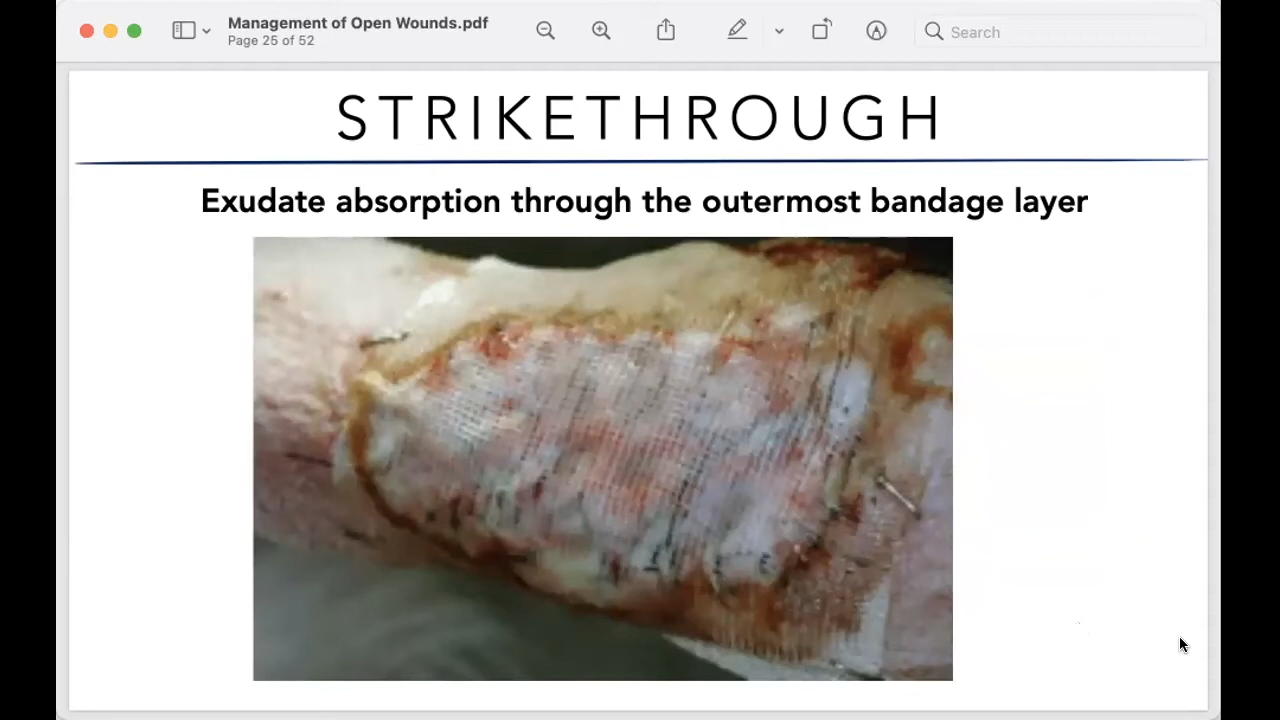 Management of Open Wounds.pdf
Page 25 of 52
Search
STRIKETHROUGH
Exudate absorption through the outermost bandage layer